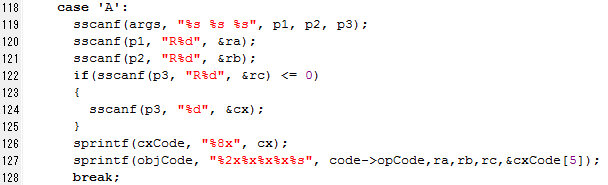 118 case 'A':
119 sscanf(args, "%s %s %s", p1, p2, p3);
120 sscanf(p1, "R%d", &ra);
121 sscanf(p2, "R%d", &rb);
122 if(sscanf(p3, "R%d", &rc) <= 0)
123 {
124 sscanf(p3, "%d", &cx);
125 }
126 sprintf(cxCode, "%8x", cx);
127 sprintf(objCode, "%2x%x%x%x%s", code->opCode,ra,rb,rc,&cxCode[5]);
128 break;